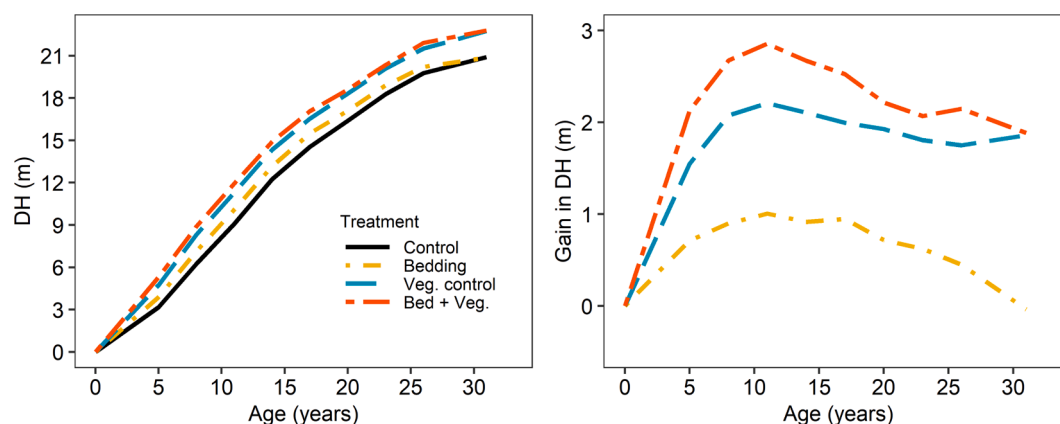 DH (m)
21
18
15
12
9
6
3
0
Treatment
Control
Bedding
Veg. control
Bed + Veg.
0 5 10 15 20 25 30
Age (years)
Gain in DH (m)
3
2
1
0
0 5 10 15 20 25 30
Age (years)